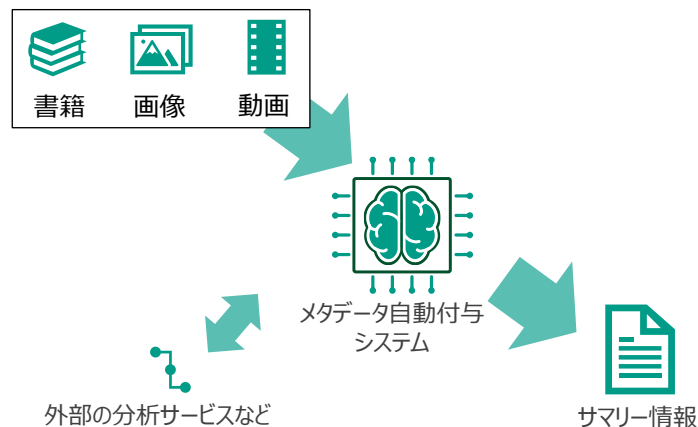 書籍 画像 動画
メタデータ自動付与
システム
外部の分析サービスなど
サマリー情報